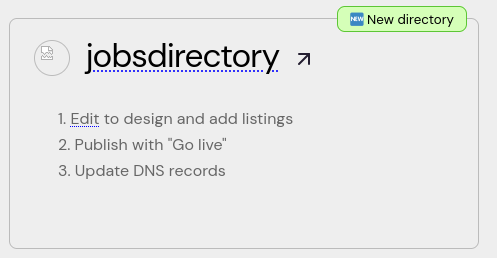 🆕 New directory
jobsdirectory ↗
1. Edit to design and add listings
2. Publish with "Go live"
3. Update DNS records